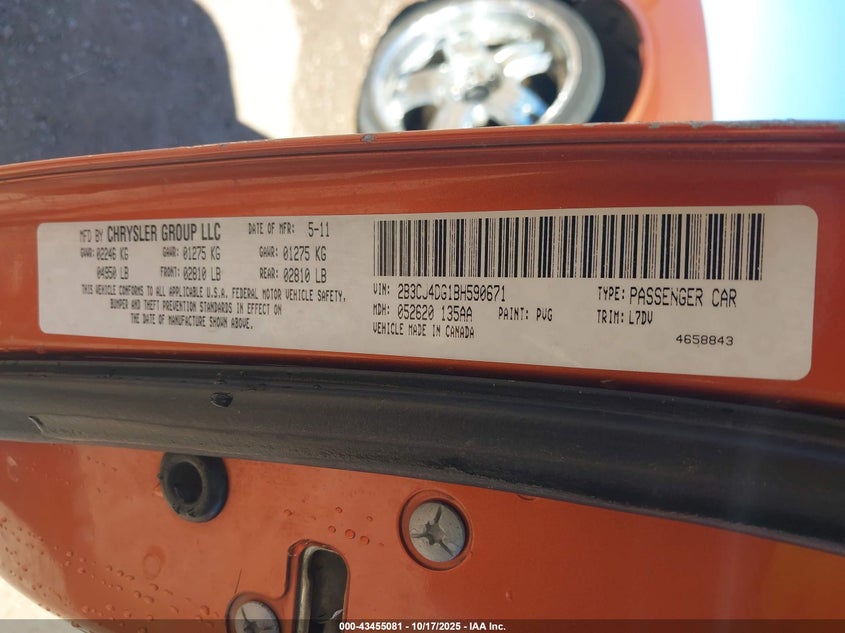 MFD BY CHRYSLER GROUP LLC DATE OF MFR: 5-11
GVWR: 02246 KG GAWR: 01275 KG GAWR: 01275 KG
04950 LB FRONT: 02810 LB REAR: 02810 LB
THIS VEHICLE CONFORMS TO ALL APPLICABLE U.S.A. FEDERAL MOTOR VEHICLE SAFETY,
BUMPER AND THEFT PREVENTION STANDARDS IN EFFECT ON
THE DATE OF MANUFACTURE SHOWN ABOVE.
VIN: 2B3CJ4DG1BH590671 TYPE: PASSENGER CAR
MDH: 052620 135AA PAINT: PVG TRIM: L7DV
VEHICLE MADE IN CANADA 4658843
000-43455081 | 10/17/2025 - IAA Inc.